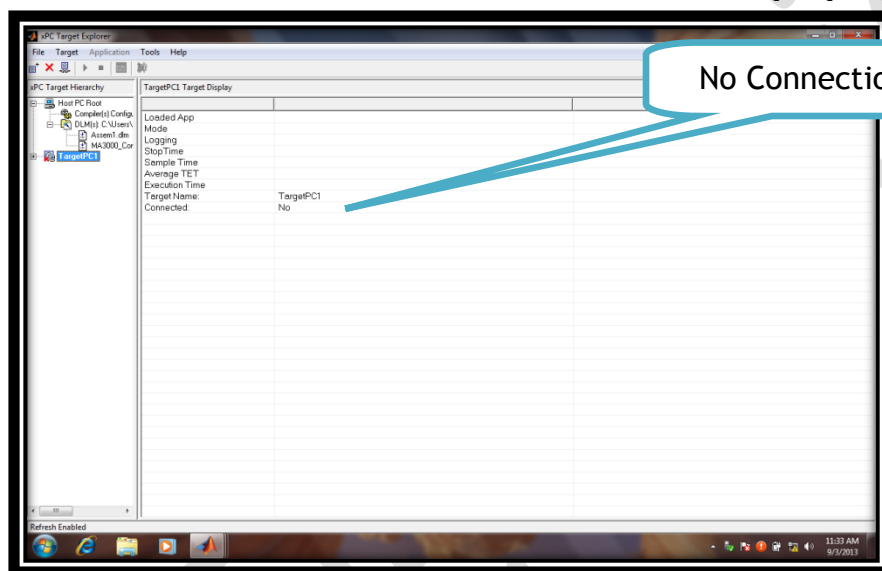 xPC Target Explorer
File Target Application Tools Help
xPC Target Hierarchy
TargetPC1 Target Display
Host PC Root
Compiler(s) Configu
DLM(s): C:\Users\
Assem1.dlm
MA3000_Cor
TargetPC1
Loaded App
Mode
Logging
StopTime
Sample Time
Average TET
Execution Time
Target Name: TargetPC1
Connected: No
No Connectio
Refresh Enabled
11:33 AM
9/3/2013